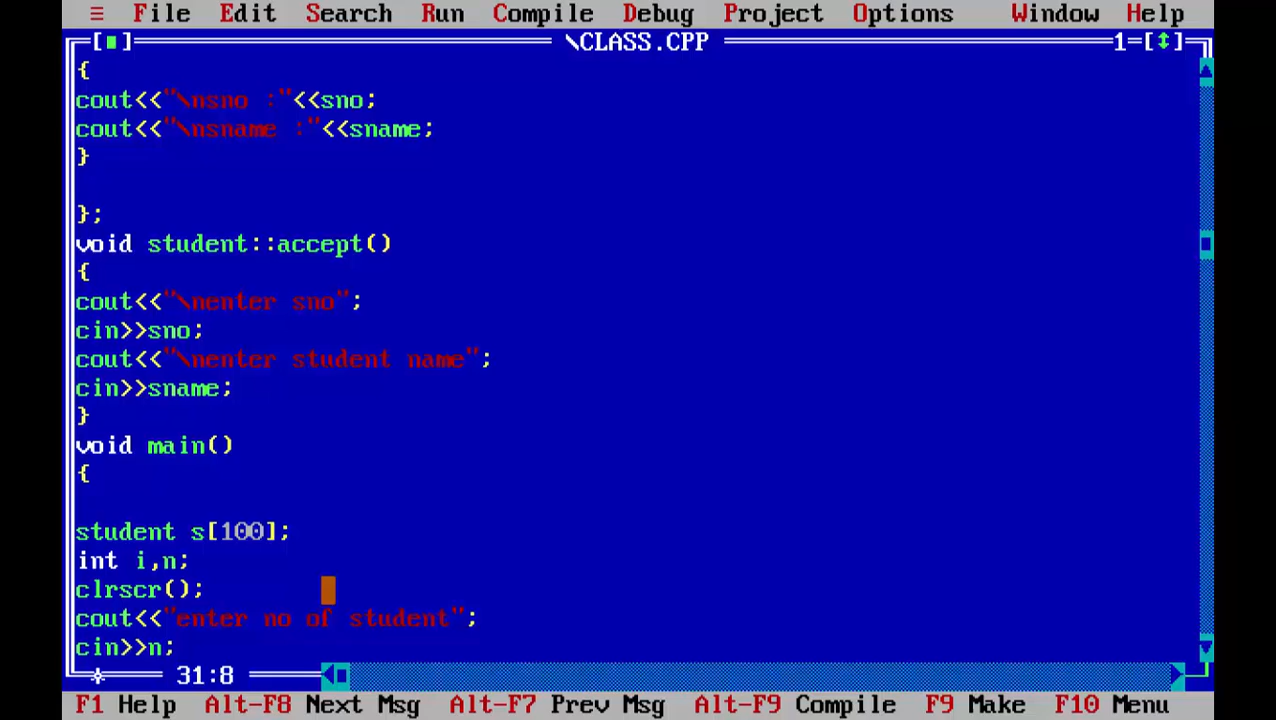 ≡ File Edit Search Run Compile Debug Project Options Window Help
[■] \CLASS.CPP 1=[↕]
{
cout<<"\nsno :"<<sno;
cout<<"\nsname :"<<sname;
}
};
void student::accept()
{
cout<<"\nenter sno";
cin>>sno;
cout<<"\nenter student name";
cin>>sname;
}
void main()
{
student s[100];
int i,n;
clrscr();
cout<<"enter no of student";
cin>>n;
31:8
F1 Help Alt-F8 Next Msg Alt-F7 Prev Msg Alt-F9 Compile F9 Make F10 Menu